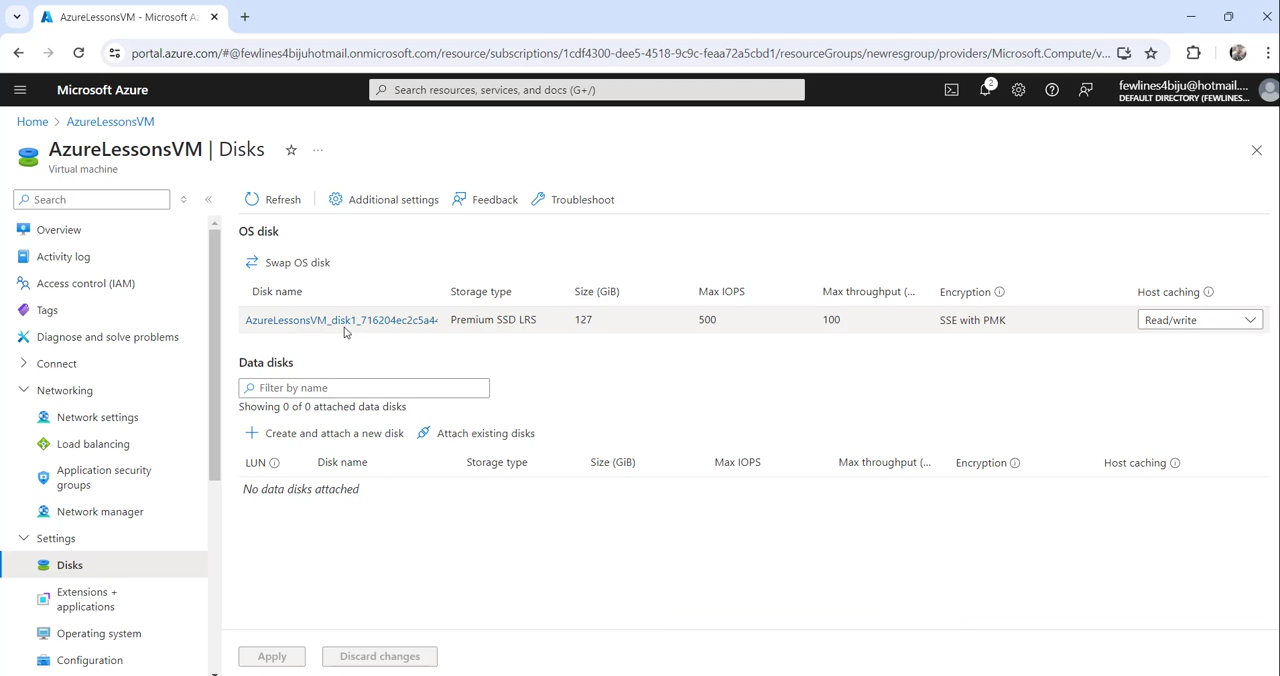 AzureLessonsVM - Microsoft Az
portal.azure.com/#@fewlines4bijuhotmail.onmicrosoft.com/resource/subscriptions/1cdf4300-dee5-4518-9c9c-feaa72a5cbd1/resourceGroups/newresgroup/providers/Microsoft.Compute/v...
Microsoft Azure
Search resources, services, and docs (G+/)
2
fewlines4biju@hotmail....
DEFAULT DIRECTORY (FEWLINES...
Home > AzureLessonsVM
AzureLessonsVM | Disks
Virtual machine
Search
Refresh
Additional settings
Feedback
Troubleshoot
Overview
Activity log
Access control (IAM)
Tags
Diagnose and solve problems
Connect
Networking
Network settings
Load balancing
Application security
groups
Network manager
Settings
Disks
Extensions +
applications
Operating system
Configuration
OS disk
Swap OS disk
Disk name Storage type Size (GiB) Max IOPS Max throughput (... Encryption Host caching
AzureLessonsVM_disk1_716204ec2c5a44 Premium SSD LRS 127 500 100 SSE with PMK Read/write
Data disks
Filter by name
Showing 0 of 0 attached data disks
Create and attach a new disk Attach existing disks
LUN Disk name Storage type Size (GiB) Max IOPS Max throughput (... Encryption Host caching
No data disks attached
Apply Discard changes